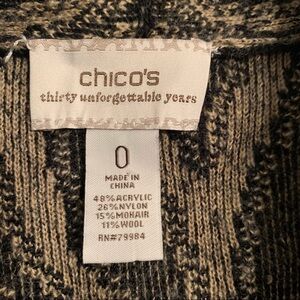 chico's
thirty unforgettable years
0
MADE IN
CHINA
48%ACRYLIC
26%NYLON
15%MOHAIR
11%WOOL
RN#79984